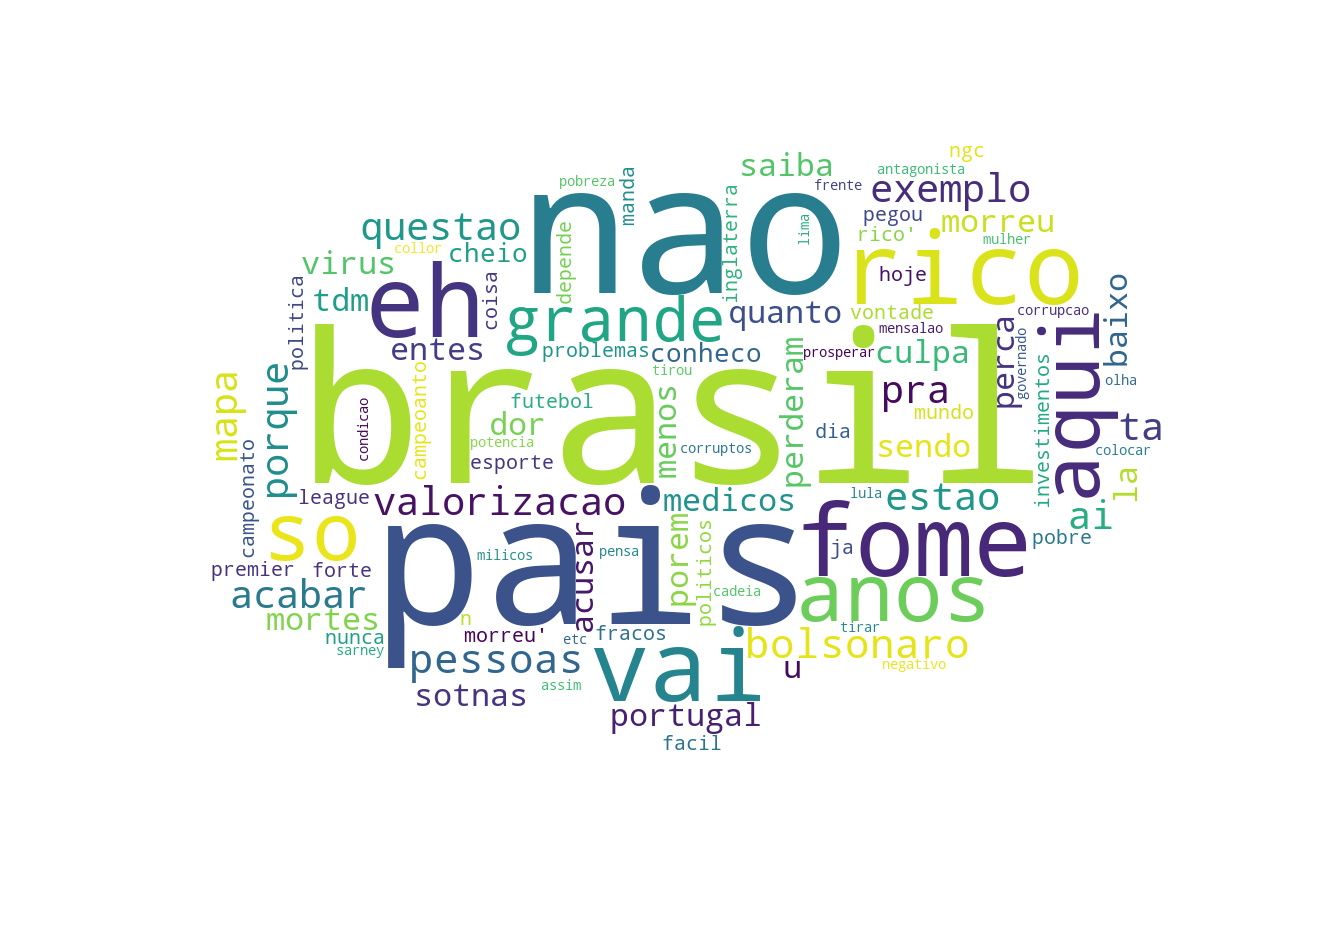 ngc
saiba
antagonista
pobreza
manda
frente
exemplo
nao
inglaterra
lima
pegou
morreu
questao
depende
rico'
mulher
collor
cheio
virus
rico
eh
coisa
hoje
politica
tdm
grande
quanto
vontade
corrupcao
baixo
aqui
entes
problemas
conheco
mensalao
prosperar
culpa
perca
governado
brasil
tirou
perderam
olha
mapa
porque
condicao
campeoanto
futebol
menos
pra
mundo
investimentos
dor
dia
ta
potencia
corruptos
sendo
colocar
campeonato
esporte
league
valorizacao
medicos
lula
estao
la
so
pais
acusar
porem
politicos
fome
ai
ja
pobre
milicos
pensa
premier
forte
acabar
cadeia
anos
mortes
n
nunca
morreu'
etc
fracos
tirar
sarney
vai
bolsonaro
pessoas
u
negativo
sotnas
assim
portugal
facil